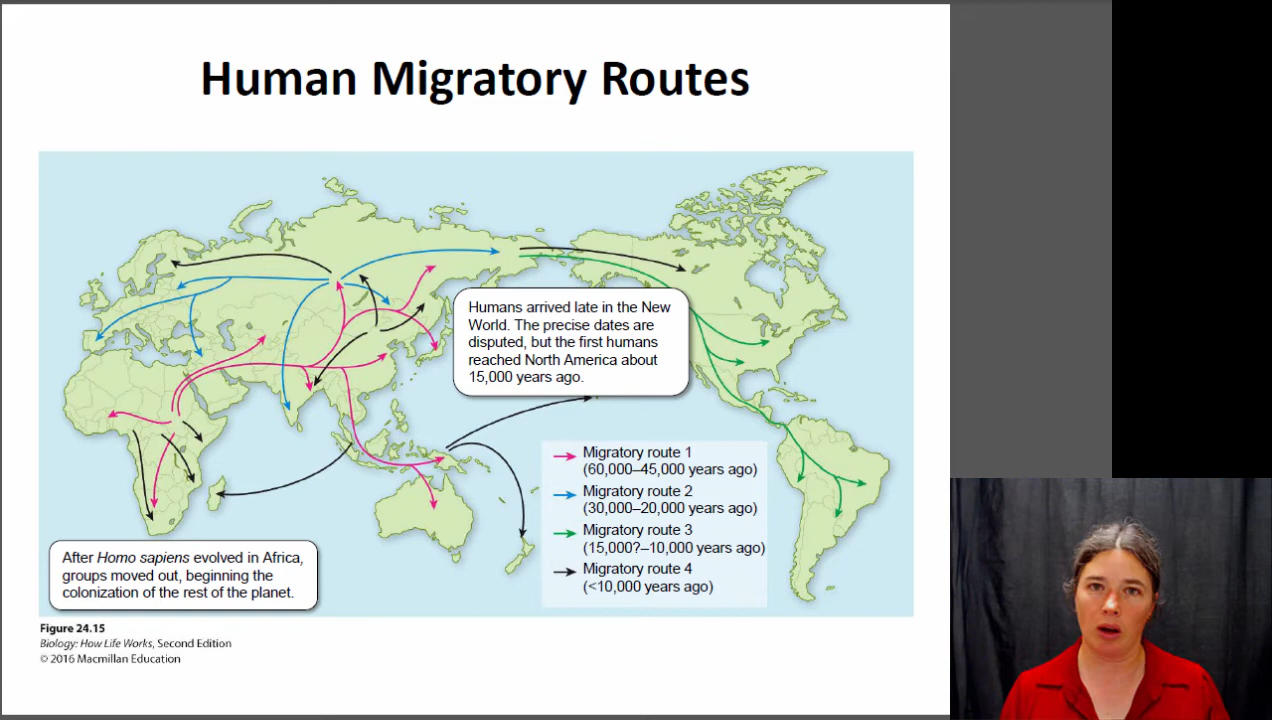 Human Migratory Routes
Humans arrived late in the New
World. The precise dates are
disputed, but the first humans
reached North America about
15,000 years ago.
Migratory route 1
(60,000–45,000 years ago)
Migratory route 2
(30,000–20,000 years ago)
Migratory route 3
(15,000?–10,000 years ago)
Migratory route 4
(<10,000 years ago)
After Homo sapiens evolved in Africa,
groups moved out, beginning the
colonization of the rest of the planet.
Figure 24.15
Biology: How Life Works, Second Edition
© 2016 Macmillan Education